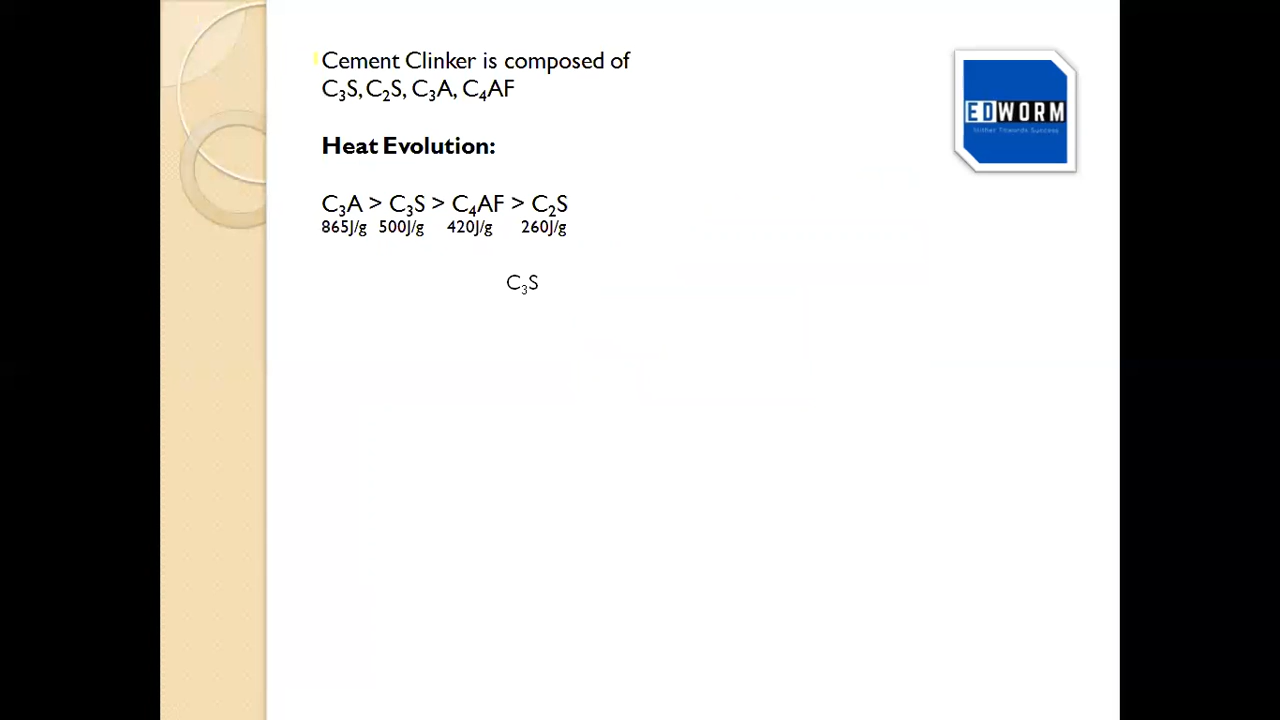 Cement Clinker is composed of
C₃S, C₂S, C₃A, C₄AF
EDWORM
Heat Evolution:
C₃A > C₃S > C₄AF > C₂S
865J/g 500J/g 420J/g 260J/g
C₃S